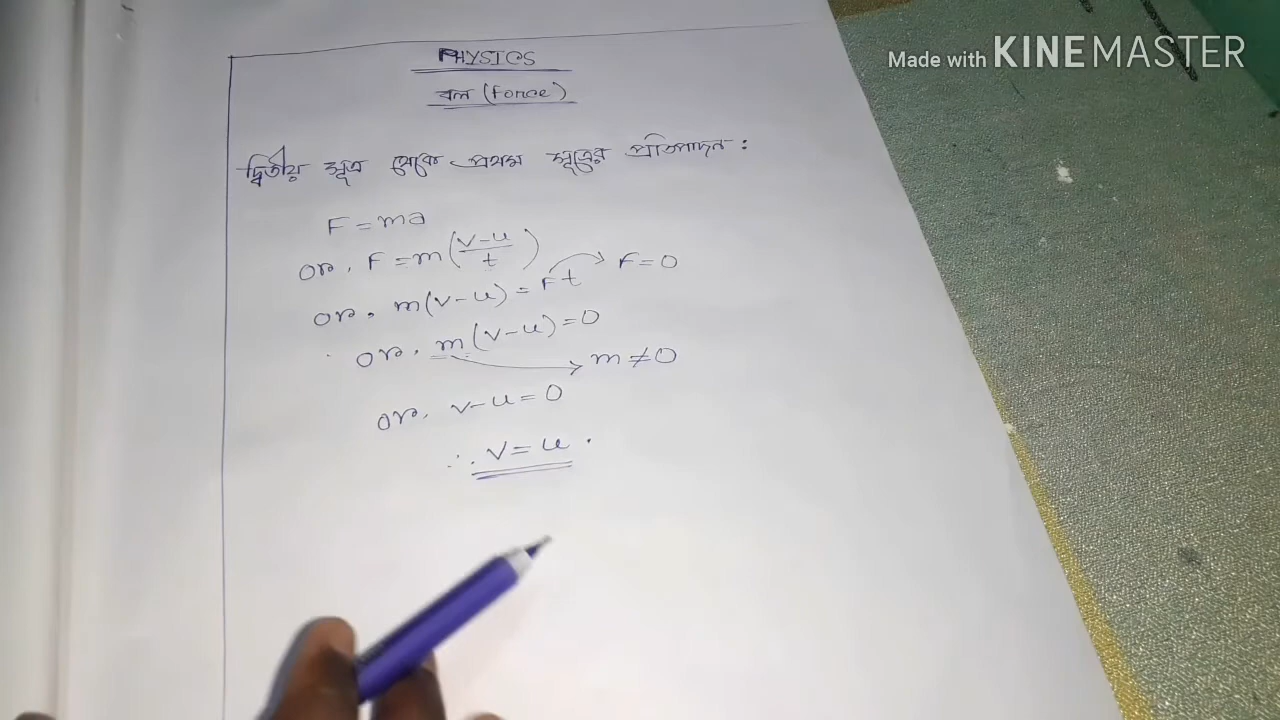 Made with KINEMASTER
PHYSICS
বল (Force)
দ্বিতীয় সূত্র থেকে প্রথম সূত্রের প্রতিপাদন :
F = ma
or, F = m(v-u/t)
or, m(v-u) = Ft → F = 0
or, m(v-u) = 0
→ m ≠ 0
or, v-u = 0
∴ v = u .